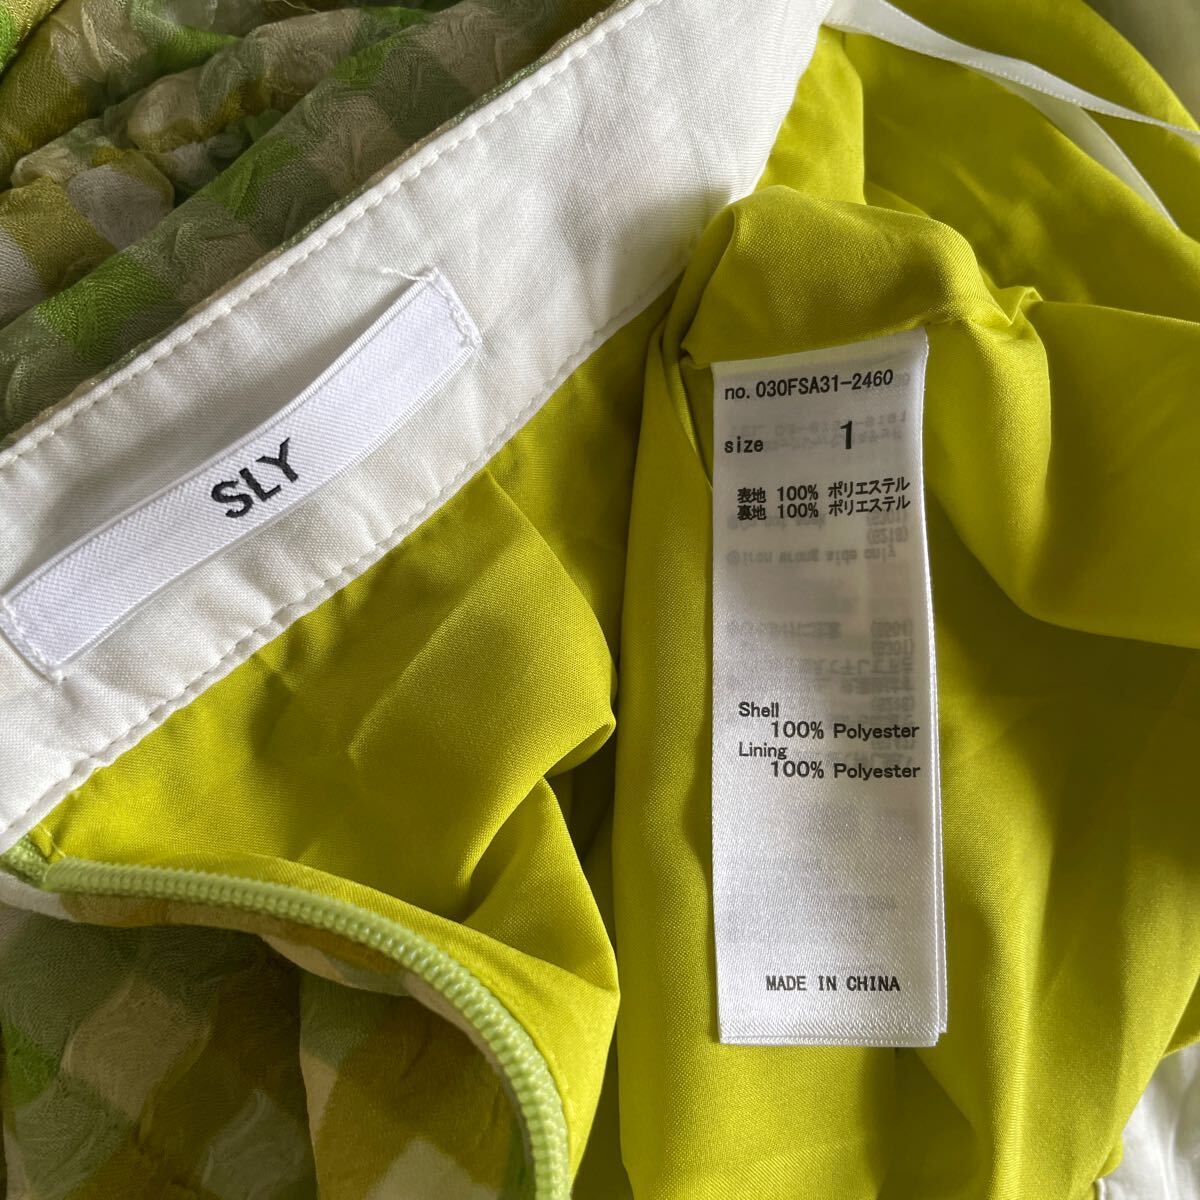 SLY
no. 030FSA31-2460
size 1
表地 100% ポリエステル
裏地 100% ポリエステル
Shell
100% Polyester
Lining
100% Polyester
MADE IN CHINA